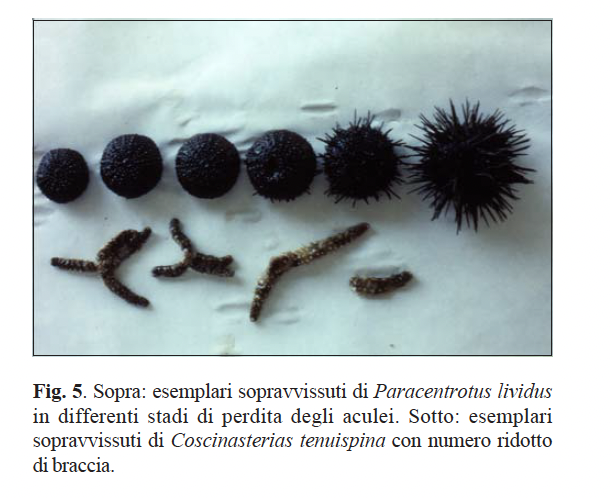 Fig. 5. Sopra: esemplari sopravvissuti di Paracentrotus lividus
in differenti stadi di perdita degli aculei. Sotto: esemplari
sopravvissuti di Coscinasterias tenuispina con numero ridotto
di braccia.